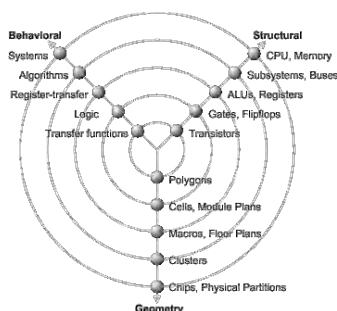 Behavioral
Structural
Systems
CPU, Memory
Algorithms
Subsystems, Buses
Register-transfer
ALUs, Registers
Logic
Gates, Flipflops
Transfer functions
Transistors
Polygons
Cells, Module Plans
Macros, Floor Plans
Clusters
Chips, Physical Partitions
Geometry